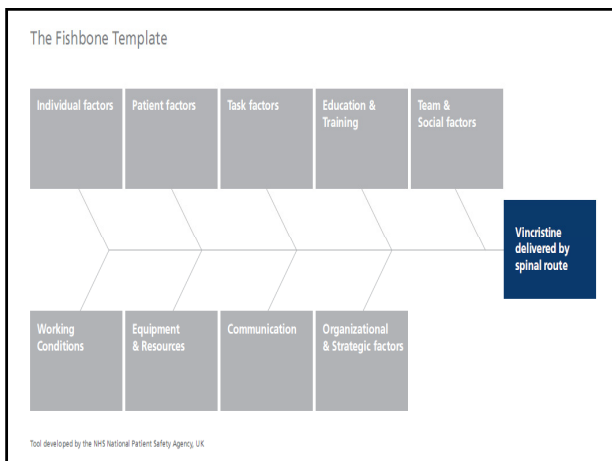 The Fishbone Template
Individual factors
Patient factors
Task factors
Education &
Training
Team &
Social factors
Vincristine
delivered by
spinal route
Working
Conditions
Equipment
& Resources
Communication
Organizational
& Strategic factors
Tool developed by the NHS National Patient Safety Agency, UK